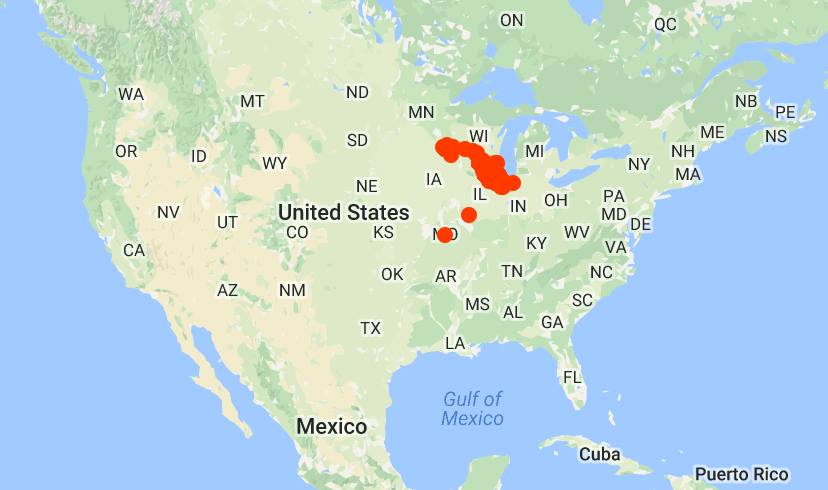 ON
QC
WA
ND
MT
NB
PE
MN
ME
NS
WI
SD
OR
MI
NH
ID
WY
NY
MA
IA
NE
IL
PA
OH
IN
NV
United States
MD
UT
DE
CO
KS
MO
WV
KY
VA
CA
OK
AR
TN
NC
AZ
NM
MS
AL
SC
GA
TX
LA
FL
Gulf of
Mexico
Mexico
Cuba
Puerto Rico